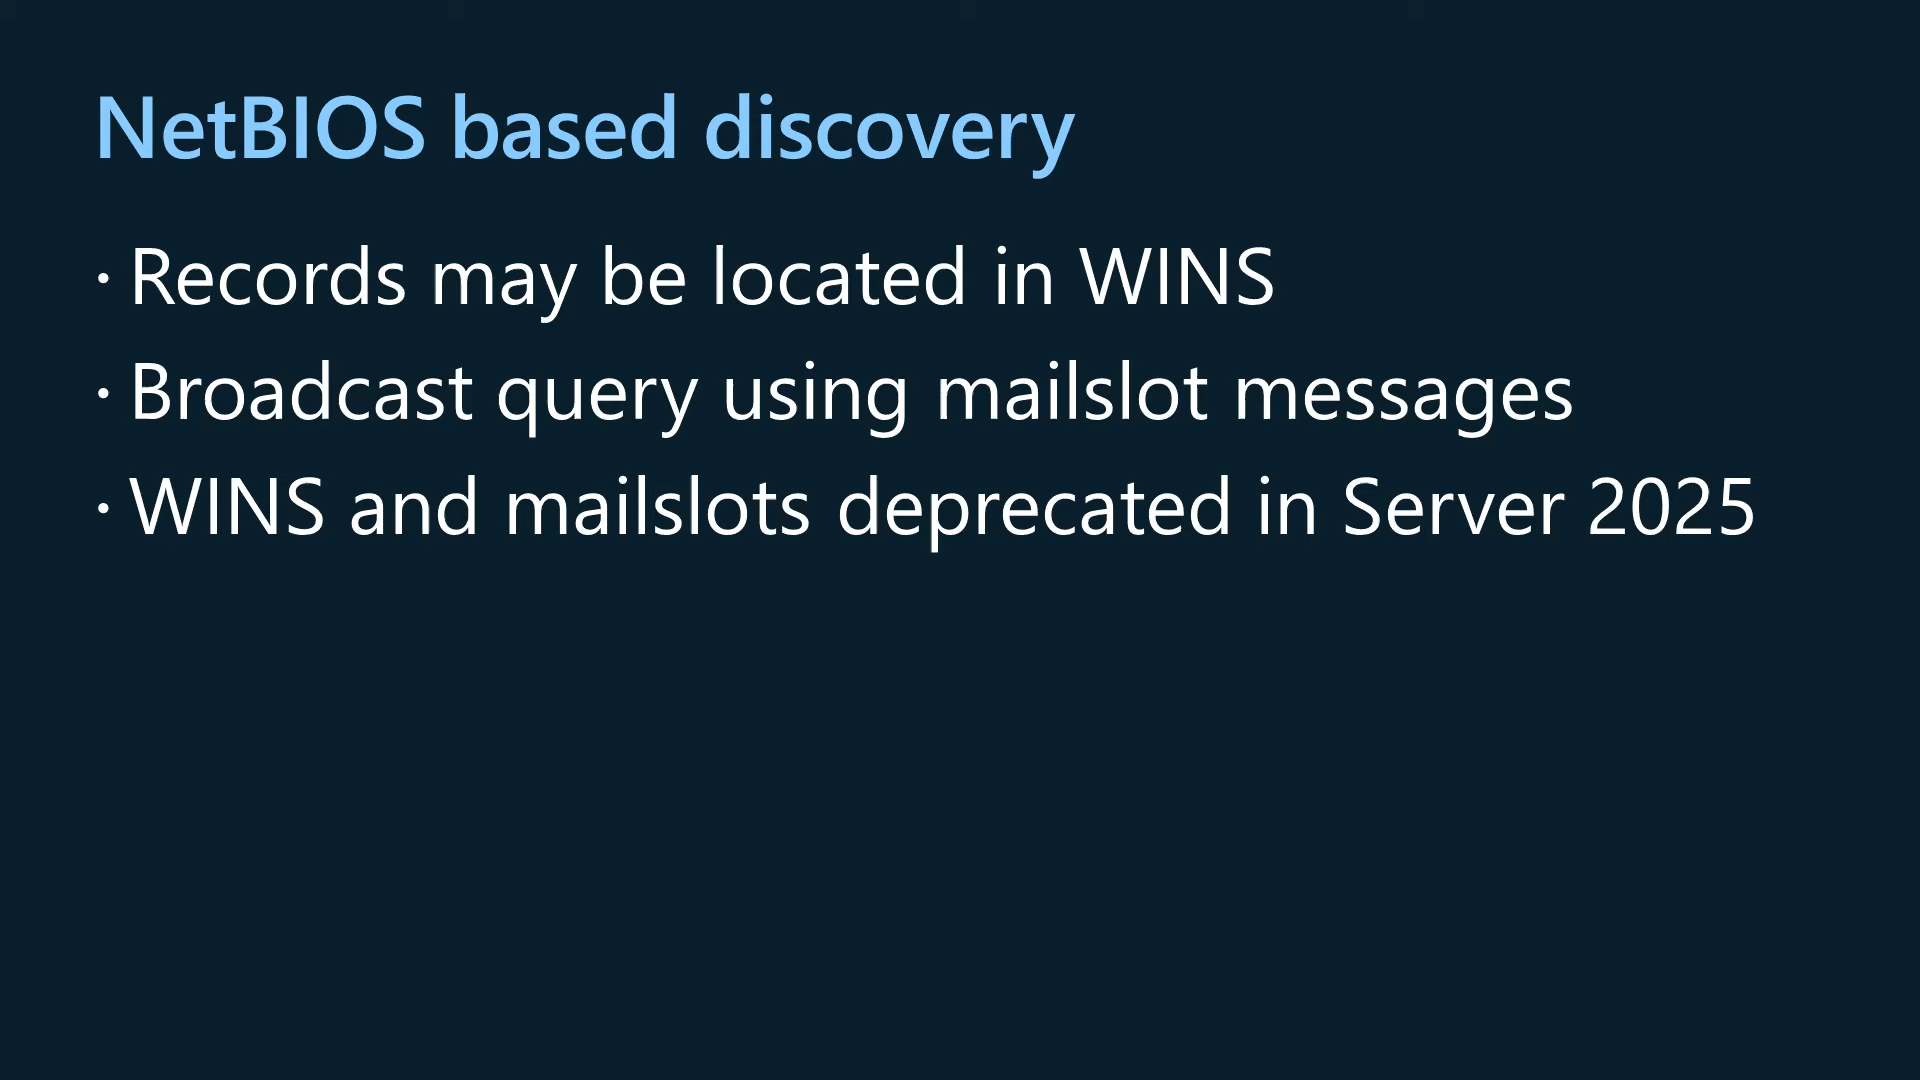 NetBIOS based discovery
· Records may be located in WINS
· Broadcast query using mailslot messages
· WINS and mailslots deprecated in Server 2025